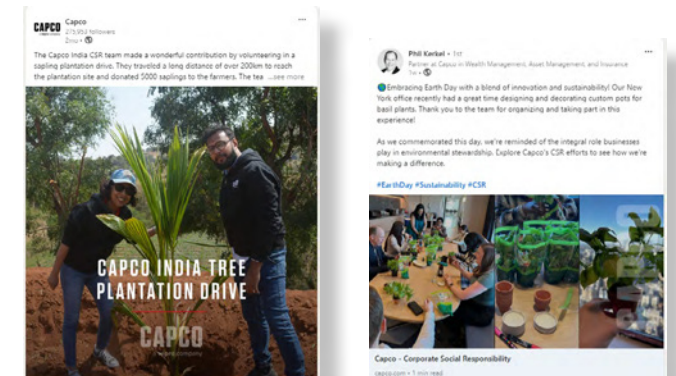 CAPCO
Capco
273,953 followers
2mo •
The Capco India CSR team made a wonderful contribution by volunteering in a
sapling plantation drive. They traveled a long distance of over 200km to reach
the plantation site and donated 5000 saplings to the farmers. The tea ...see more
CAPCO INDIA TREE
PLANTATION DRIVE
CAPCO
a wipro company
Phil Kerkel • 1st
Partner at Capco in Wealth Management, Asset Management, and Insurance
1w •
Embracing Earth Day with a blend of innovation and sustainability! Our New
York office recently had a great time designing and decorating custom pots for
basil plants. Thank you to the team for organizing and taking part in this
experience!
As we commemorated this day, we're reminded of the integral role businesses
play in environmental stewardship. Explore Capco's CSR efforts to see how we're
making a difference.
#EarthDay #Sustainability #CSR
CAPCO
Capco - Corporate Social Responsibility
capco.com • 1 min read